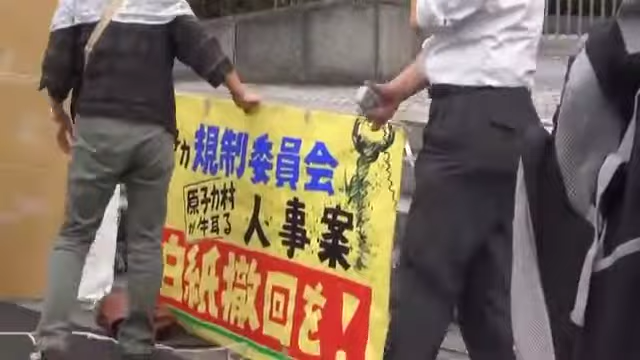 力 規制委員会
原子力村
が牛耳る
人事案
白紙撤回を!